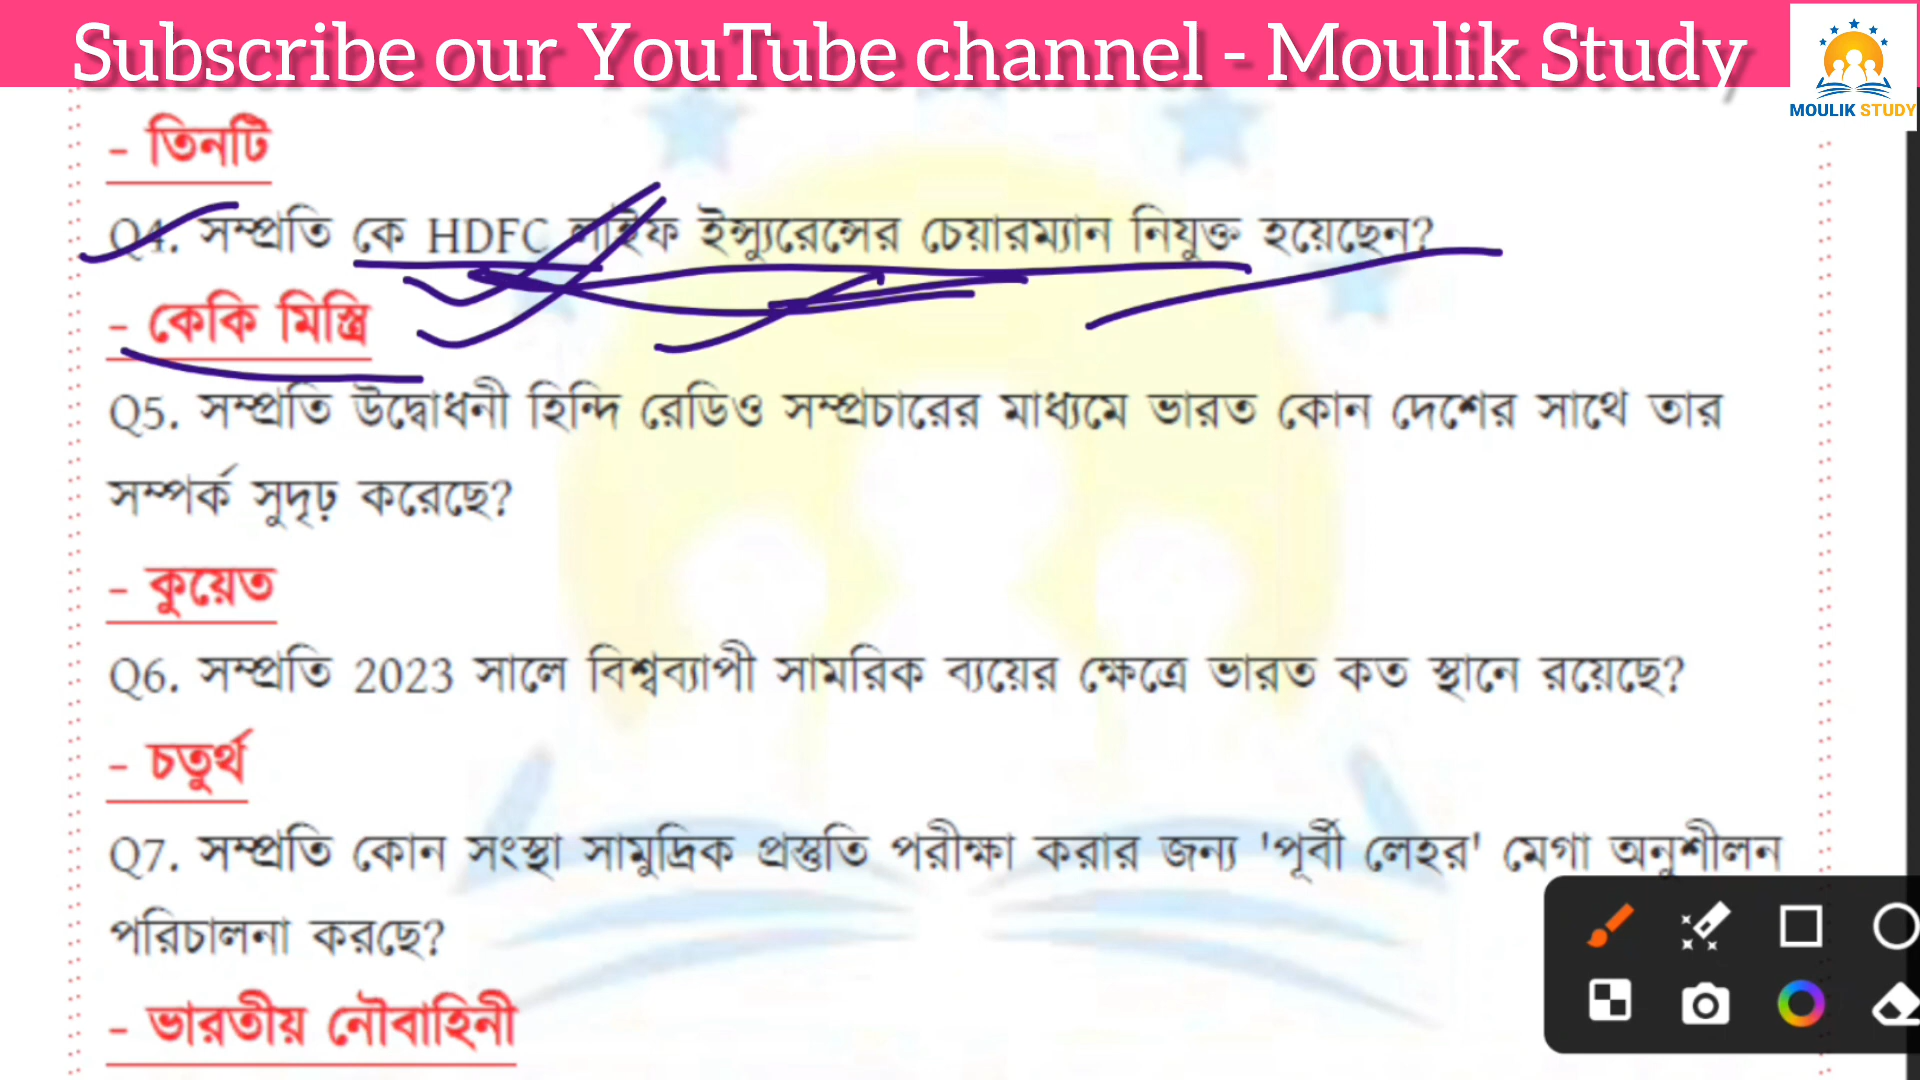 Subscribe our YouTube channel - Moulik Study
MOULIK STUDY
- তিনটি
Q4. সম্প্রতি কে HDFC লাইফ ইন্স্যুরেন্সের চেয়ারম্যান নিযুক্ত হয়েছেন?
- কেকি মিস্ত্রি
Q5. সম্প্রতি উদ্বোধনী হিন্দি রেডিও সম্প্রচারের মাধ্যমে ভারত কোন দেশের সাথে তার
সম্পর্ক সুদৃঢ় করেছে?
- কুয়েত
Q6. সম্প্রতি 2023 সালে বিশ্বব্যাপী সামরিক ব্যয়ের ক্ষেত্রে ভারত কত স্থানে রয়েছে?
- চতুর্থ
Q7. সম্প্রতি কোন সংস্থা সামুদ্রিক প্রস্তুতি পরীক্ষা করার জন্য 'পূর্বী লেহর' মেগা অনুশীলন
পরিচালনা করছে?
- ভারতীয় নৌবাহিনী